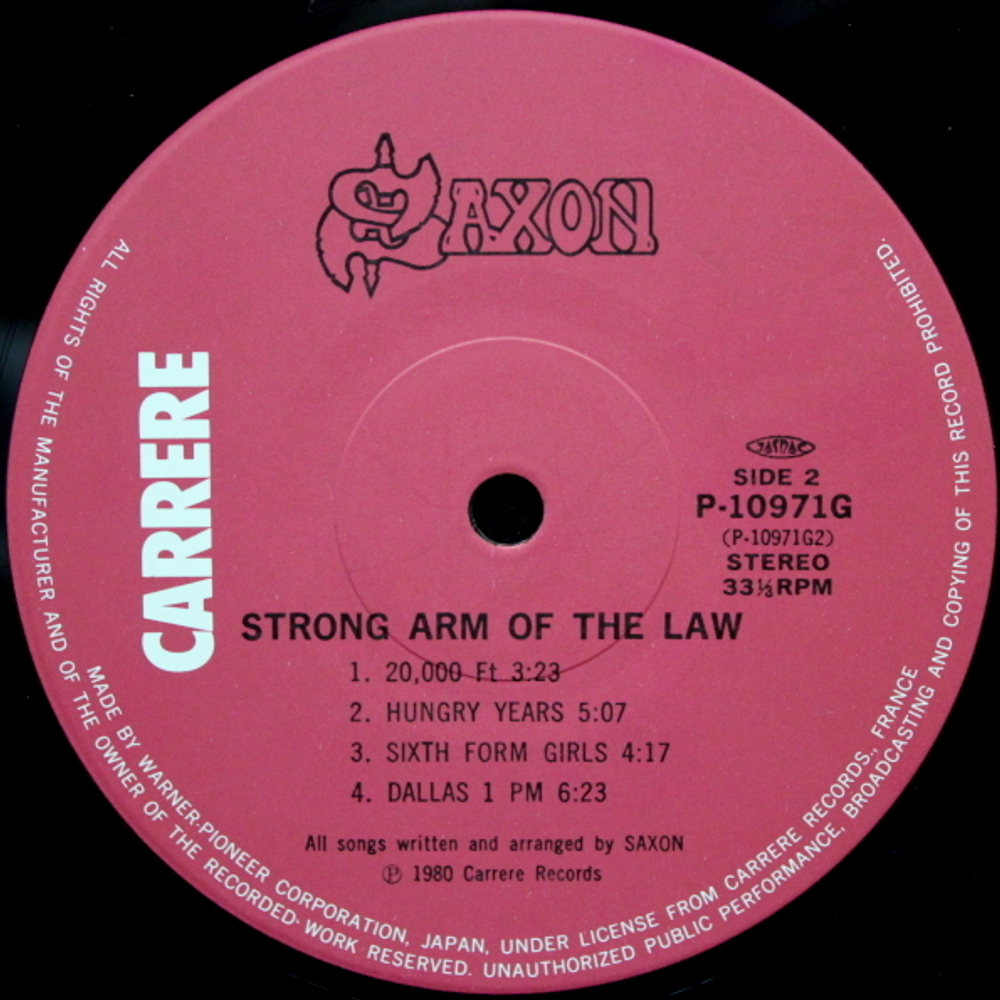 SAXON
CARRERE
JASRAC
SIDE 2
P-10971G
(P-10971G2)
STEREO
33⅓RPM
STRONG ARM OF THE LAW
1. 20,000 Ft 3:23
2. HUNGRY YEARS 5:07
3. SIXTH FORM GIRLS 4:17
4. DALLAS 1 PM 6:23
All songs written and arranged by SAXON
Ⓟ 1980 Carrere Records
MADE BY WARNER-PIONEER CORPORATION, JAPAN, UNDER LICENSE FROM CARRERE RECORDS., FRANCE
ALL RIGHTS OF THE MANUFACTURER AND OF THE OWNER OF THE RECORDED WORK RESERVED. UNAUTHORIZED PUBLIC PERFORMANCE, BROADCASTING AND COPYING OF THIS RECORD PROHIBITED.